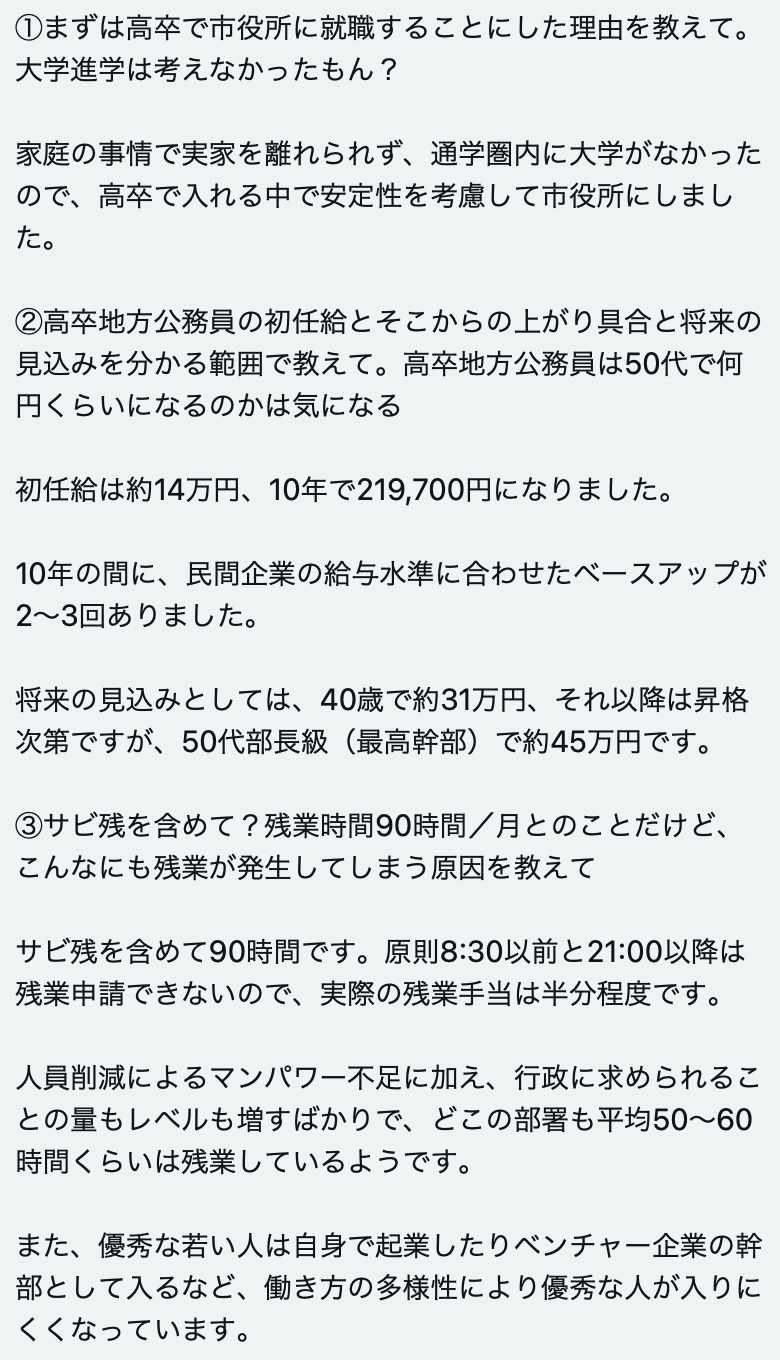 ①まずは高卒で市役所に就職することにした理由を教えて。
大学進学は考えなかったもん？
家庭の事情で実家を離れられず、通学圏内に大学がなかった
ので、高卒で入れる中で安定性を考慮して市役所にしまし
た。
②高卒地方公務員の初任給とそこからの上がり具合と将来の
見込みを分かる範囲で教えて。高卒地方公務員は50代で何
円くらいになるのかは気になる
初任給は約14万円、10年で219,700円になりました。
10年の間に、民間企業の給与水準に合わせたベースアップが
2〜3回ありました。
将来の見込みとしては、40歳で約31万円、それ以降は昇格
次第ですが、50代部長級（最高幹部）で約45万円です。
③サビ残を含めて？残業時間90時間／月とのことだけど、
こんなにも残業が発生してしまう原因を教えて
サビ残を含めて90時間です。原則8:30以前と21:00以降は
残業申請できないので、実際の残業手当は半分程度です。
人員削減によるマンパワー不足に加え、行政に求められるこ
との量もレベルも増すばかりで、どこの部署も平均50〜60
時間くらいは残業しているようです。
また、優秀な若い人は自身で起業したりベンチャー企業の幹
部として入るなど、働き方の多様性により優秀な人が入りに
くくなっています。